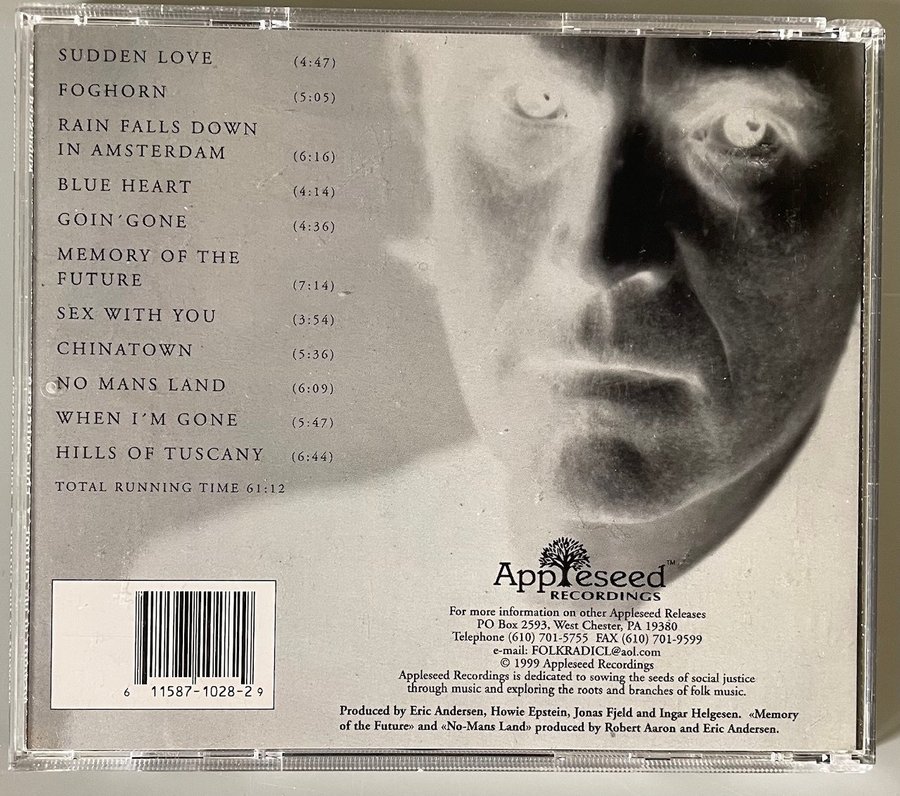 SUDDEN LOVE (4:47)
FOGHORN (5:05)
RAIN FALLS DOWN
IN AMSTERDAM (6:16)
BLUE HEART (4:14)
GOIN´GONE (4:36)
MEMORY OF THE
FUTURE (7:14)
SEX WITH YOU (3:54)
CHINATOWN (5:36)
NO MANS LAND (6:09)
WHEN I´M GONE (5:47)
HILLS OF TUSCANY (6:44)
TOTAL RUNNING TIME 61:12
6 11587-1028-2 9
Appleseed™
RECORDINGS
For more information on other Appleseed Releases
PO Box 2593, West Chester, PA 19380
Telephone (610) 701-5755 FAX (610) 701-9599
e-mail: FOLKRADICL@aol.com
© 1999 Appleseed Recordings
Appleseed Recordings is dedicated to sowing the seeds of social justice
through music and exploring the roots and branches of folk music.
Produced by Eric Andersen, Howie Epstein, Jonas Fjeld and Ingar Helgesen. «Memory
of the Future» and «No-Mans Land» produced by Robert Aaron and Eric Andersen.